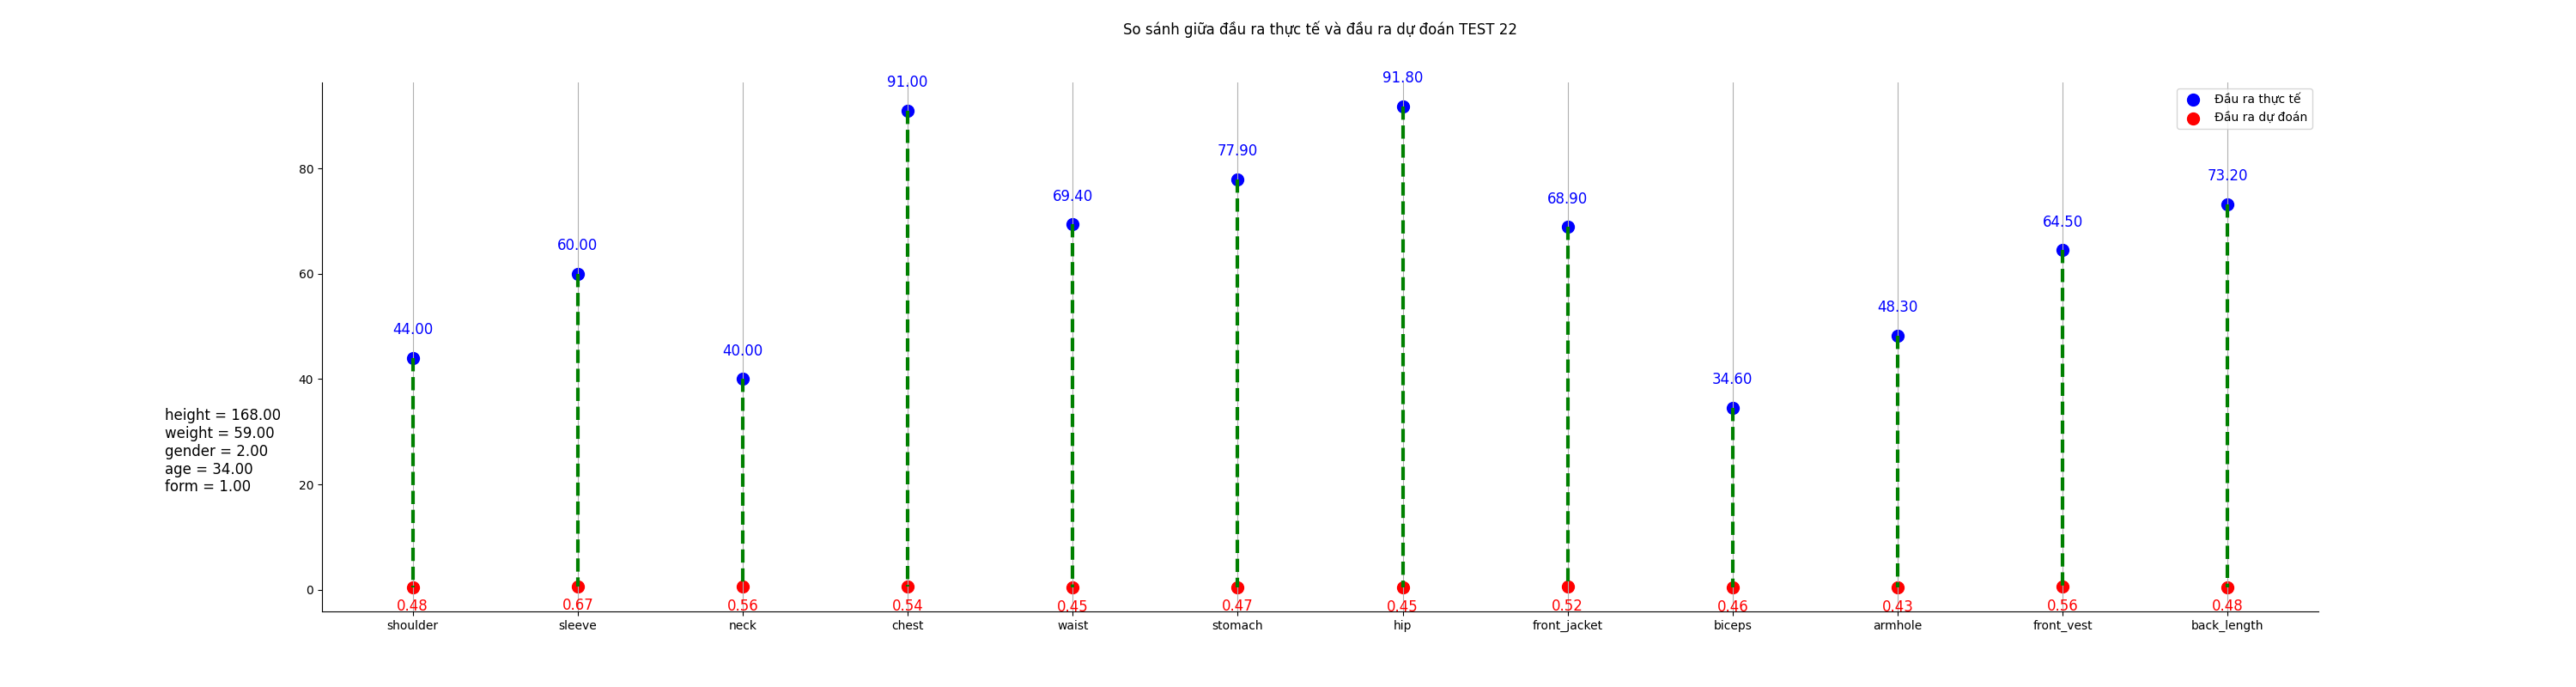 So sánh giữa đầu ra thực tế và đầu ra dự đoán TEST 22
Đầu ra thực tế
Đầu ra dự đoán
91.00
91.80
80
77.90
73.20
69.40
68.90
64.50
60
60.00
48.30
44.00
40
40.00
34.60
height = 168.00
weight = 59.00
gender = 2.00
age = 34.00
form = 1.00
20
0
0.48 0.67 0.56 0.54 0.45 0.47 0.45 0.52 0.46 0.43 0.56 0.48
shoulder sleeve neck chest waist stomach hip front_jacket biceps armhole front_vest back_length